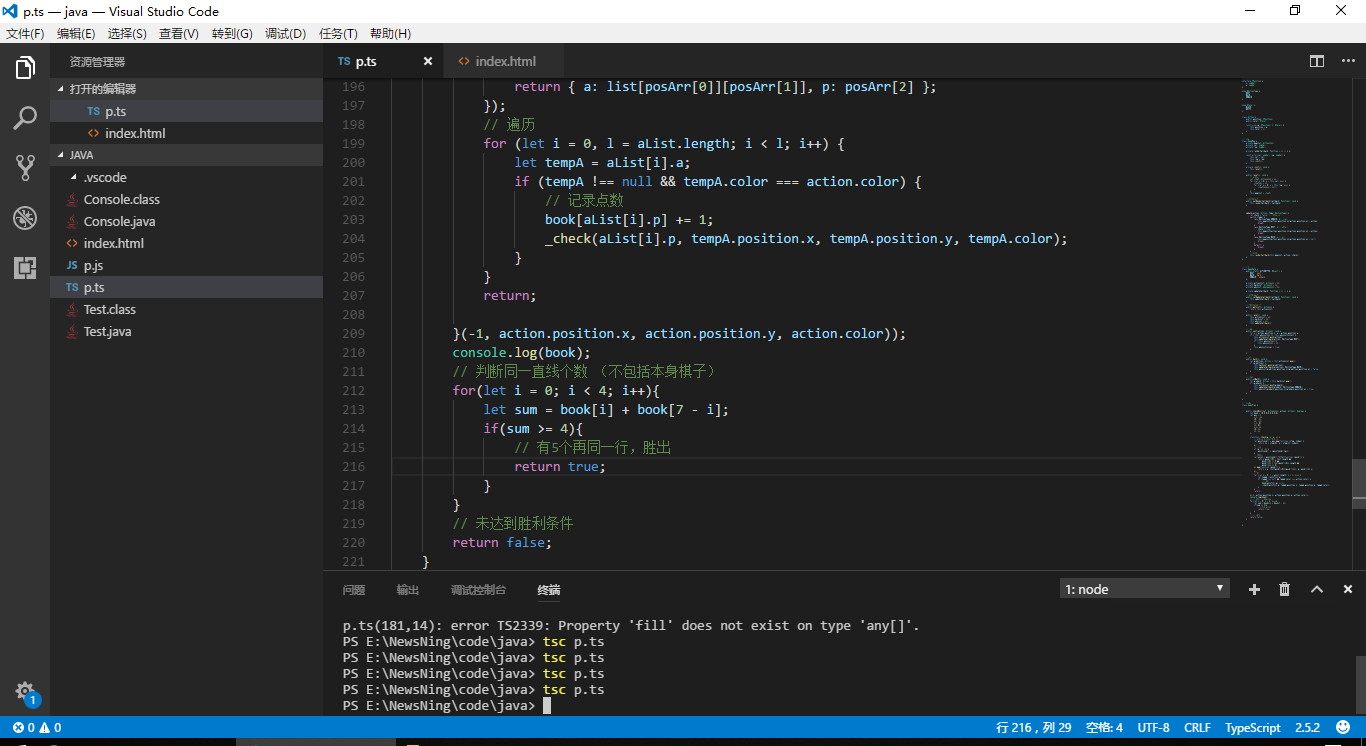 p.ts — java — Visual Studio Code
文件(F) 编辑(E) 选择(S) 查看(V) 转到(G) 调试(D) 任务(T) 帮助(H)
资源管理器
打开的编辑器
TS p.ts
<> index.html
JAVA
.vscode
Console.class
Console.java
<> index.html
JS p.js
TS p.ts
Test.class
Test.java
1
TS p.ts
<> index.html
196 return { a: list[posArr[0]][posArr[1]], p: posArr[2] };
197 });
198 // 遍历
199 for (let i = 0, l = aList.length; i < l; i++) {
200 let tempA = aList[i].a;
201 if (tempA !== null && tempA.color === action.color) {
202 // 记录点数
203 book[aList[i].p] += 1;
204 _check(aList[i].p, tempA.position.x, tempA.position.y, tempA.color);
205 }
206 }
207 return;
208
209 }(-1, action.position.x, action.position.y, action.color));
210 console.log(book);
211 // 判断同一直线个数 （不包括本身棋子）
212 for(let i = 0; i < 4; i++){
213 let sum = book[i] + book[7 - i];
214 if(sum >= 4){
215 // 有5个再同一行，胜出
216 return true;
217 }
218 }
219 // 未达到胜利条件
220 return false;
221 }
问题 输出 调试控制台 终端
1: node
p.ts(181,14): error TS2339: Property 'fill' does not exist on type 'any[]'.
PS E:\NewsNing\code\java> tsc p.ts
PS E:\NewsNing\code\java> tsc p.ts
PS E:\NewsNing\code\java> tsc p.ts
PS E:\NewsNing\code\java> tsc p.ts
PS E:\NewsNing\code\java>
0 0
行 216，列 29 空格: 4 UTF-8 CRLF TypeScript 2.5.2